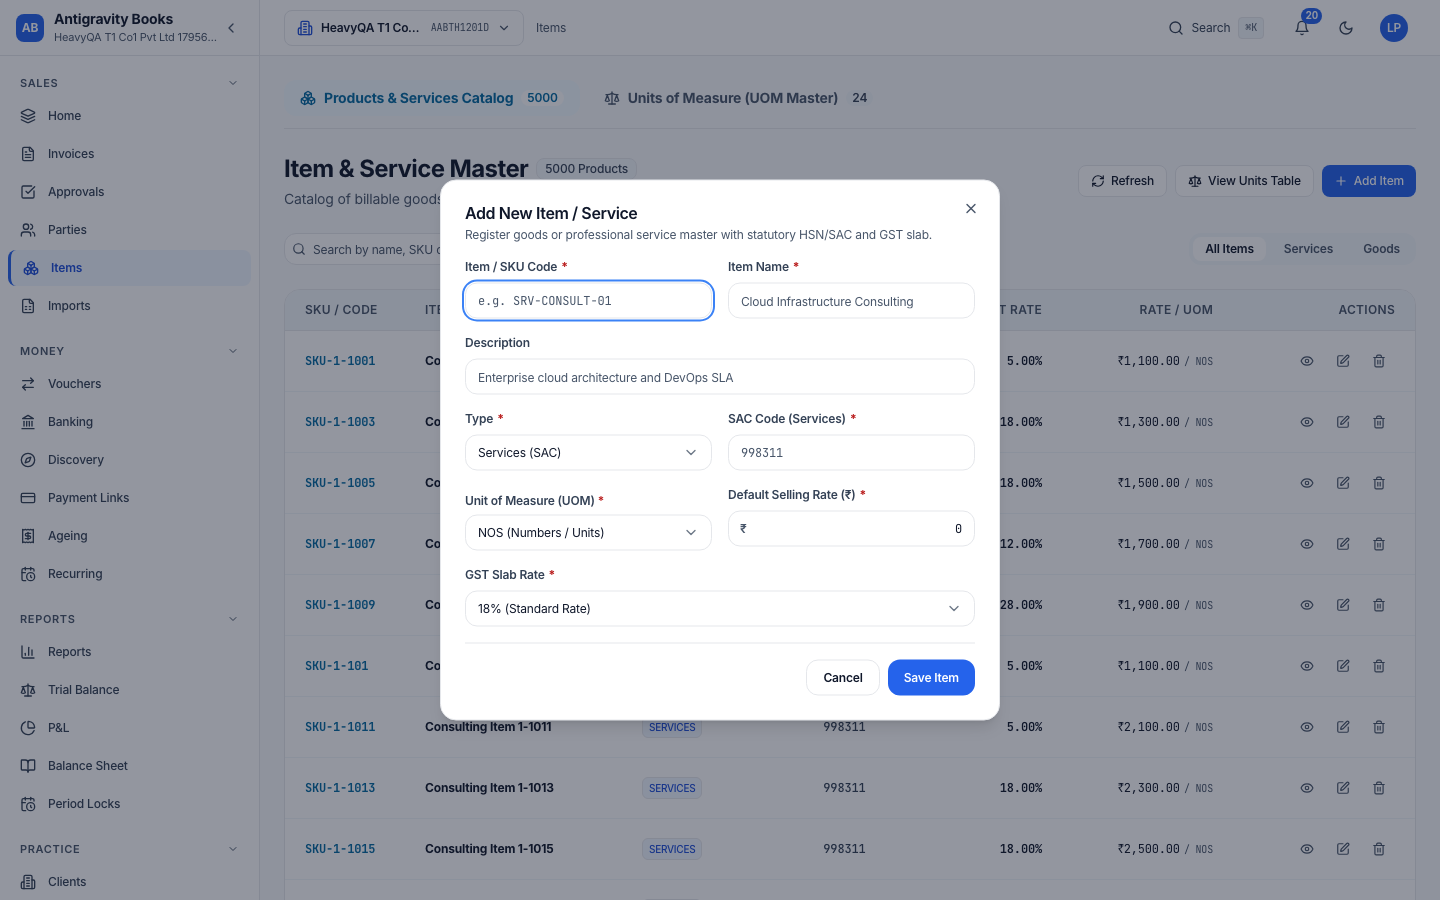 AB
Antigravity Books
HeavyQA T1 Co1 Pvt Ltd 17956...
HeavyQA T1 Co...
AABTH1201D
Items
Search
⌘K
20
LP
SALES
Home
Invoices
Approvals
Parties
Items
Imports
MONEY
Vouchers
Banking
Discovery
Payment Links
Ageing
Recurring
REPORTS
Reports
Trial Balance
P&L
Balance Sheet
Period Locks
PRACTICE
Clients
Products & Services Catalog 5000
Units of Measure (UOM Master) 24
Item & Service Master
5000 Products
Catalog of billable goods
Refresh
View Units Table
+ Add Item
Search by name, SKU
All Items
Services
Goods
SKU / CODE
RATE
RATE / UOM
ACTIONS
SKU-1-1001 5.00% ₹1,100.00 / NOS
SKU-1-1003 18.00% ₹1,300.00 / NOS
SKU-1-1005 18.00% ₹1,500.00 / NOS
SKU-1-1007 12.00% ₹1,700.00 / NOS
SKU-1-1009 28.00% ₹1,900.00 / NOS
SKU-1-101 5.00% ₹1,100.00 / NOS
SKU-1-1011 Consulting Item 1-1011 SERVICES 998311 5.00% ₹2,100.00 / NOS
SKU-1-1013 Consulting Item 1-1013 SERVICES 998311 18.00% ₹2,300.00 / NOS
SKU-1-1015 Consulting Item 1-1015 SERVICES 998311 18.00% ₹2,500.00 / NOS
Add New Item / Service
Register goods or professional service master with statutory HSN/SAC and GST slab.
Item / SKU Code *
e.g. SRV-CONSULT-01
Item Name *
Cloud Infrastructure Consulting
Description
Enterprise cloud architecture and DevOps SLA
Type *
Services (SAC)
SAC Code (Services) *
998311
Unit of Measure (UOM) *
NOS (Numbers / Units)
Default Selling Rate (₹) *
₹ 0
GST Slab Rate *
18% (Standard Rate)
Cancel
Save Item